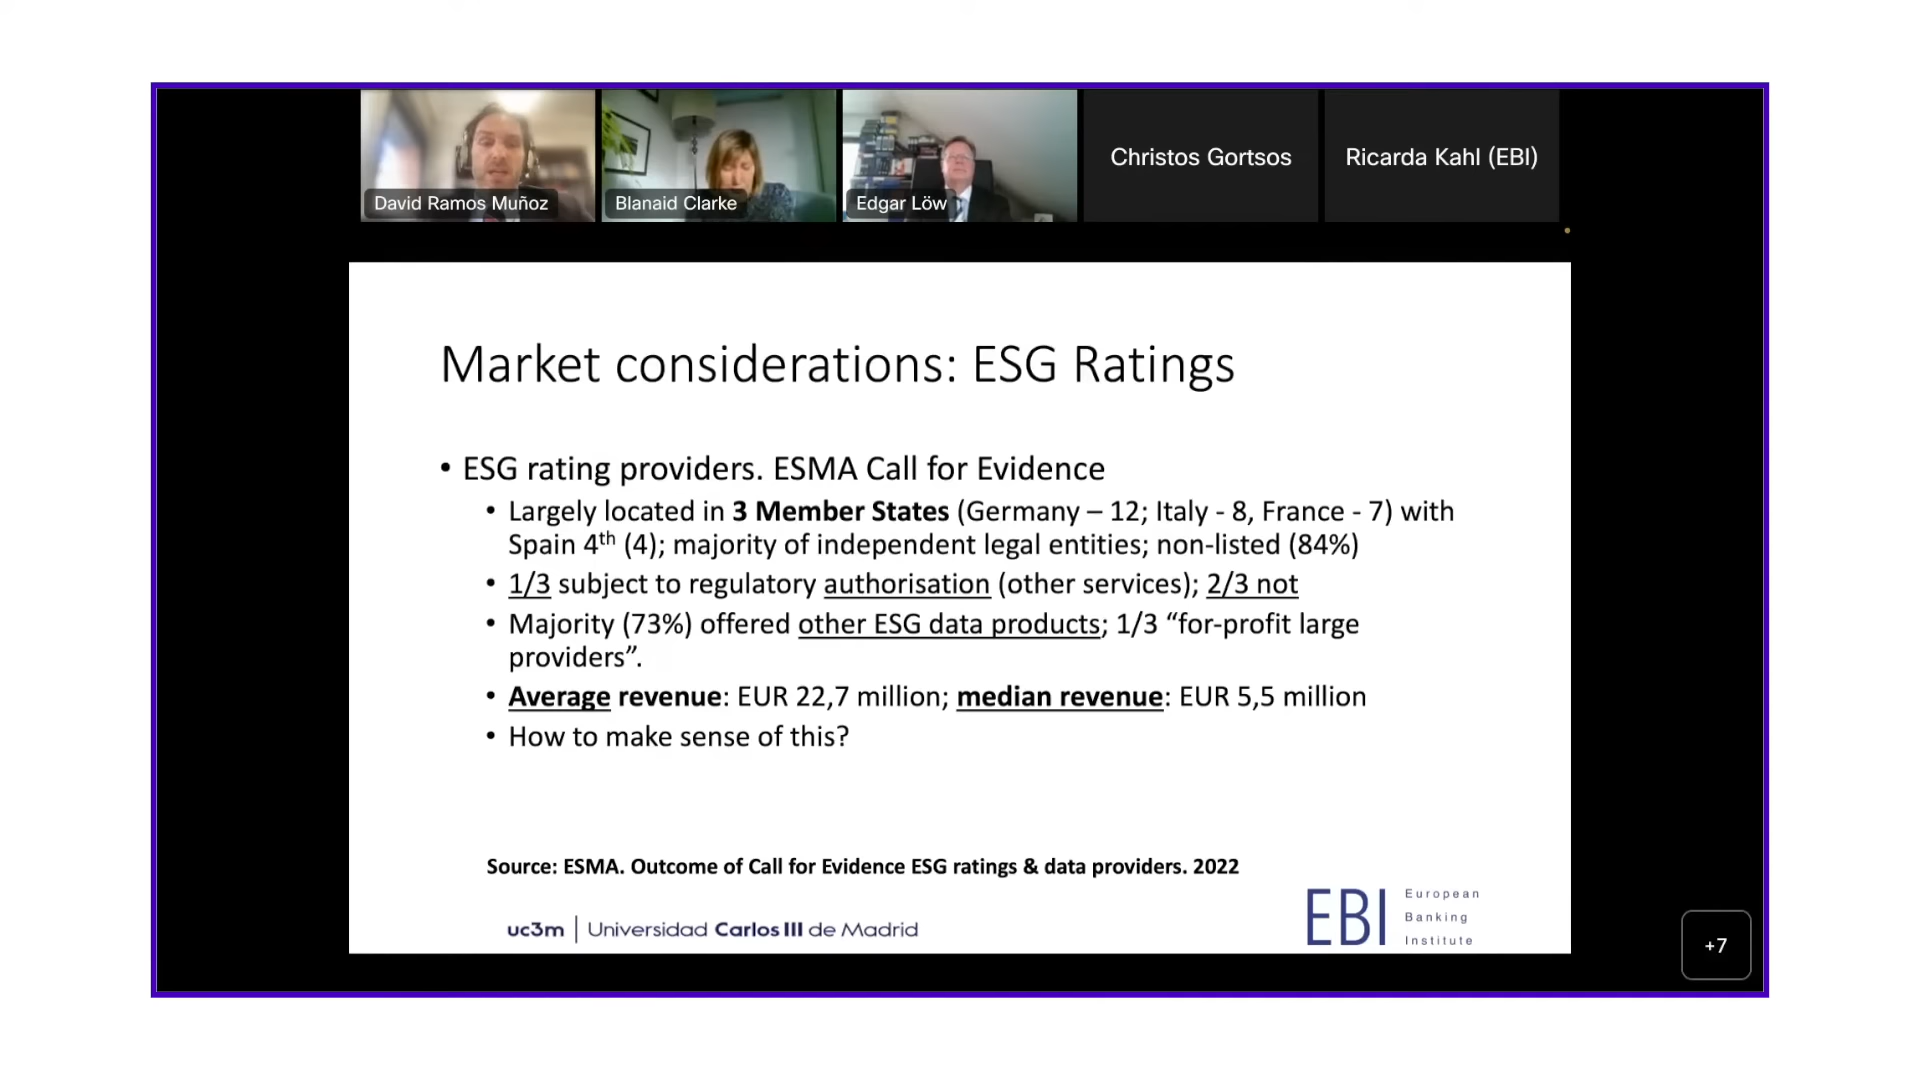 David Ramos Muñoz
Blanaid Clarke
Edgar Löw
Christos Gortsos
Ricarda Kahl (EBI)
Market considerations: ESG Ratings
• ESG rating providers. ESMA Call for Evidence
• Largely located in 3 Member States (Germany – 12; Italy - 8, France - 7) with
Spain 4th (4); majority of independent legal entities; non-listed (84%)
• 1/3 subject to regulatory authorisation (other services); 2/3 not
• Majority (73%) offered other ESG data products; 1/3 “for-profit large
providers”.
• Average revenue: EUR 22,7 million; median revenue: EUR 5,5 million
• How to make sense of this?
Source: ESMA. Outcome of Call for Evidence ESG ratings & data providers. 2022
uc3m | Universidad Carlos III de Madrid
EBI
European
Banking
Institute
+7